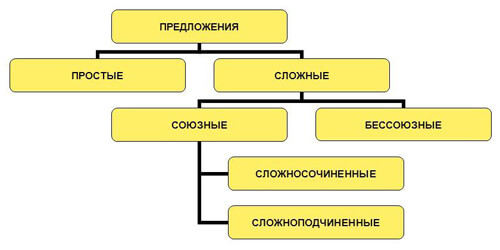 ПРЕДЛОЖЕНИЯ
ПРОСТЫЕ
СЛОЖНЫЕ
СОЮЗНЫЕ
БЕССОЮЗНЫЕ
СЛОЖНОСОЧИНЕННЫЕ
СЛОЖНОПОДЧИНЕННЫЕ